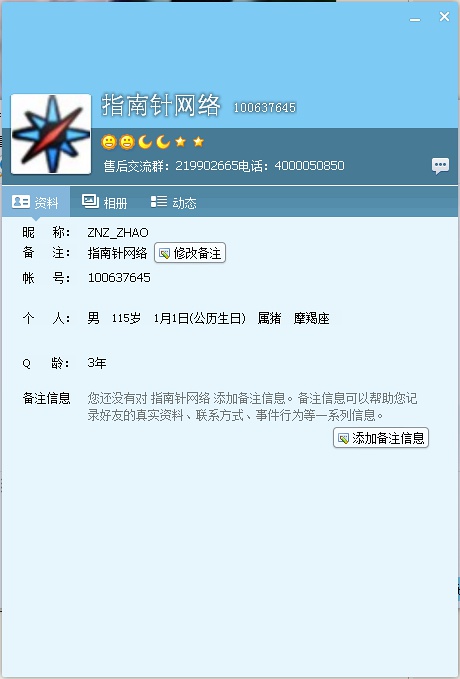 指南针网络 100637645
售后交流群：219902665电话：4000050850
资料 相册 动态
昵 称： ZNZ_ZHAO
备 注： 指南针网络 修改备注
帐 号： 100637645
个 人： 男 115岁 1月1日(公历生日) 属猪 摩羯座
Q 龄： 3年
备注信息 您还没有对 指南针网络 添加备注信息。备注信息可以帮助您记
录好友的真实资料、联系方式、事件行为等一系列信息。
添加备注信息